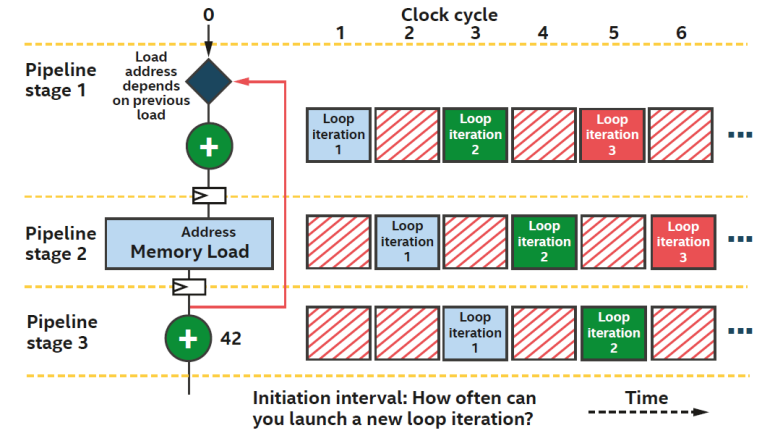 0
Clock cycle
1 2 3 4 5 6
Pipeline
stage 1
Load
address
depends
on previous
load
+
Loop
iteration
1
Loop
iteration
2
Loop
iteration
3
...
Pipeline
stage 2
Address
Memory Load
Loop
iteration
1
Loop
iteration
2
Loop
iteration
3
...
Pipeline
stage 3
+
42
Loop
iteration
1
Loop
iteration
2
...
Initiation interval: How often can
you launch a new loop iteration?
Time